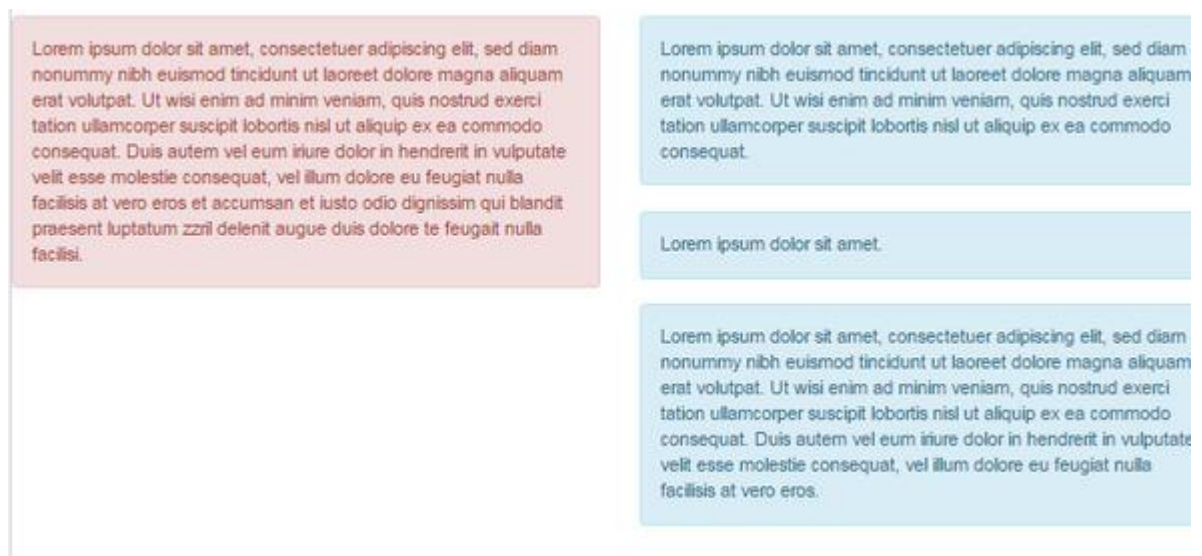 Lorem ipsum dolor sit amet, consectetuer adipiscing elit, sed diam
nonummy nibh euismod tincidunt ut laoreet dolore magna aliquam
erat volutpat. Ut wisi enim ad minim veniam, quis nostrud exerci
tation ullamcorper suscipit lobortis nisl ut aliquip ex ea commodo
consequat. Duis autem vel eum iriure dolor in hendrerit in vulputate
velit esse molestie consequat, vel illum dolore eu feugiat nulla
facilisis at vero eros et accumsan et iusto odio dignissim qui blandit
praesent luptatum zzril delenit augue duis dolore te feugait nulla
facilisi.
Lorem ipsum dolor sit amet, consectetuer adipiscing elit, sed diam
nonummy nibh euismod tincidunt ut laoreet dolore magna aliquam
erat volutpat. Ut wisi enim ad minim veniam, quis nostrud exerci
tation ullamcorper suscipit lobortis nisl ut aliquip ex ea commodo
consequat.
Lorem ipsum dolor sit amet.
Lorem ipsum dolor sit amet, consectetuer adipiscing elit, sed diam
nonummy nibh euismod tincidunt ut laoreet dolore magna aliquam
erat volutpat. Ut wisi enim ad minim veniam, quis nostrud exerci
tation ullamcorper suscipit lobortis nisl ut aliquip ex ea commodo
consequat. Duis autem vel eum iriure dolor in hendrerit in vulputate
velit esse molestie consequat, vel illum dolore eu feugiat nulla
facilisis at vero eros.